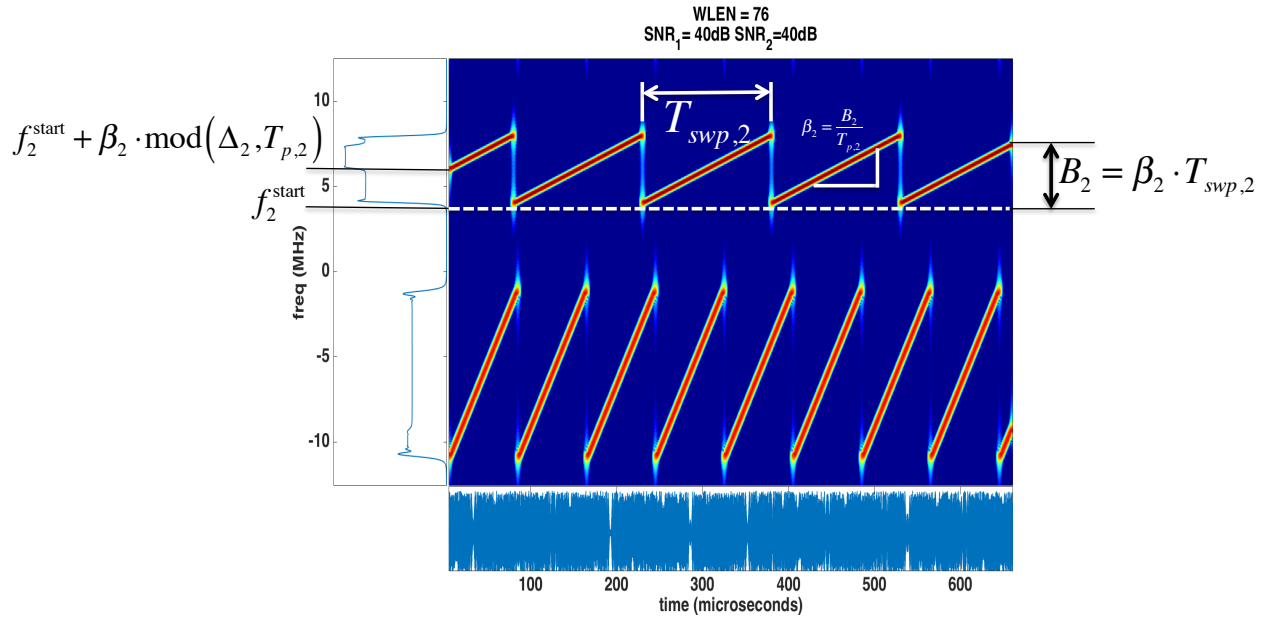 WLEN = 76
SNR₁= 40dB SNR₂=40dB
10
5
0
-5
-10
freq (MHz)
f₂^start + β₂ · mod(Δ₂, T_p,2)
f₂^start
T_swp,2
β₂ = B₂/T_p,2
B₂ = β₂ · T_swp,2
100 200 300 400 500 600
time (microseconds)